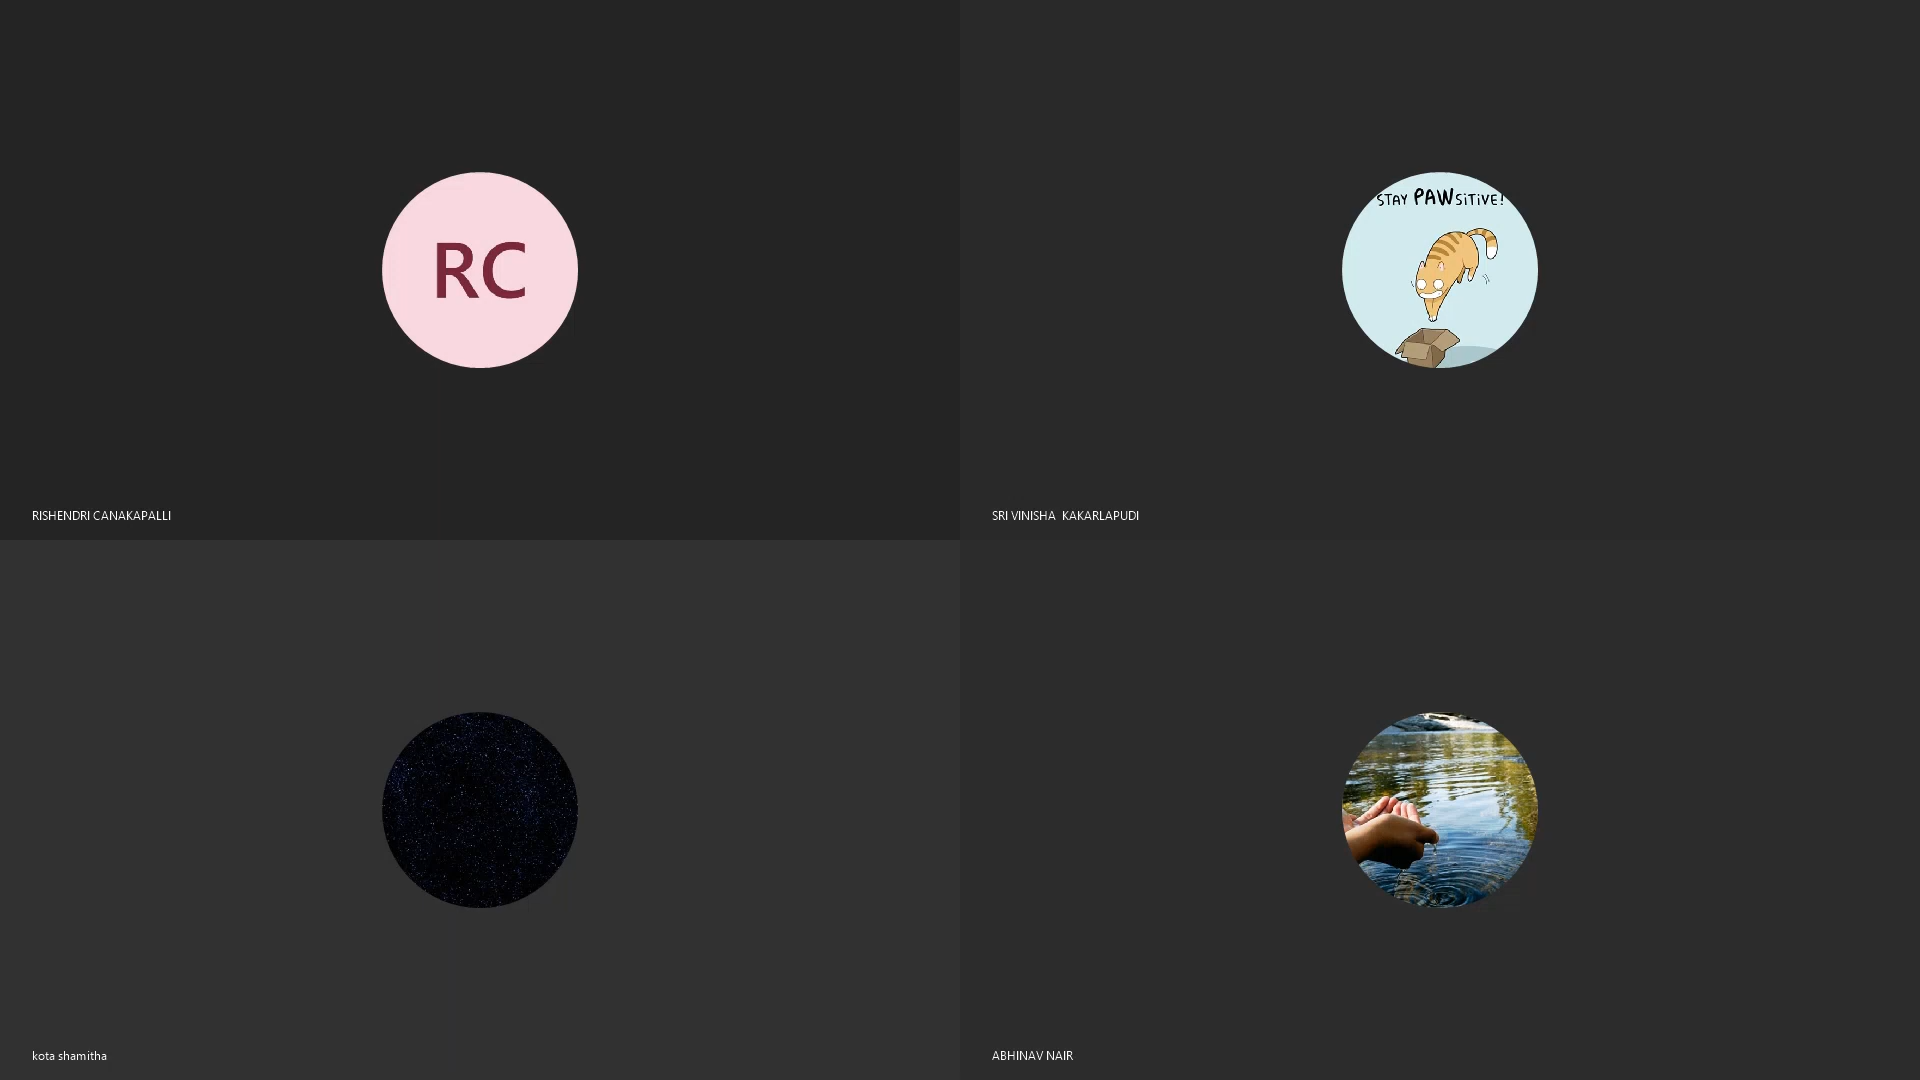 RC
RISHENDRI CANAKAPALLI
STAY PAWSiTiVE!
SRI VINISHA  KAKARLAPUDI
kota shamitha
ABHINAV NAIR